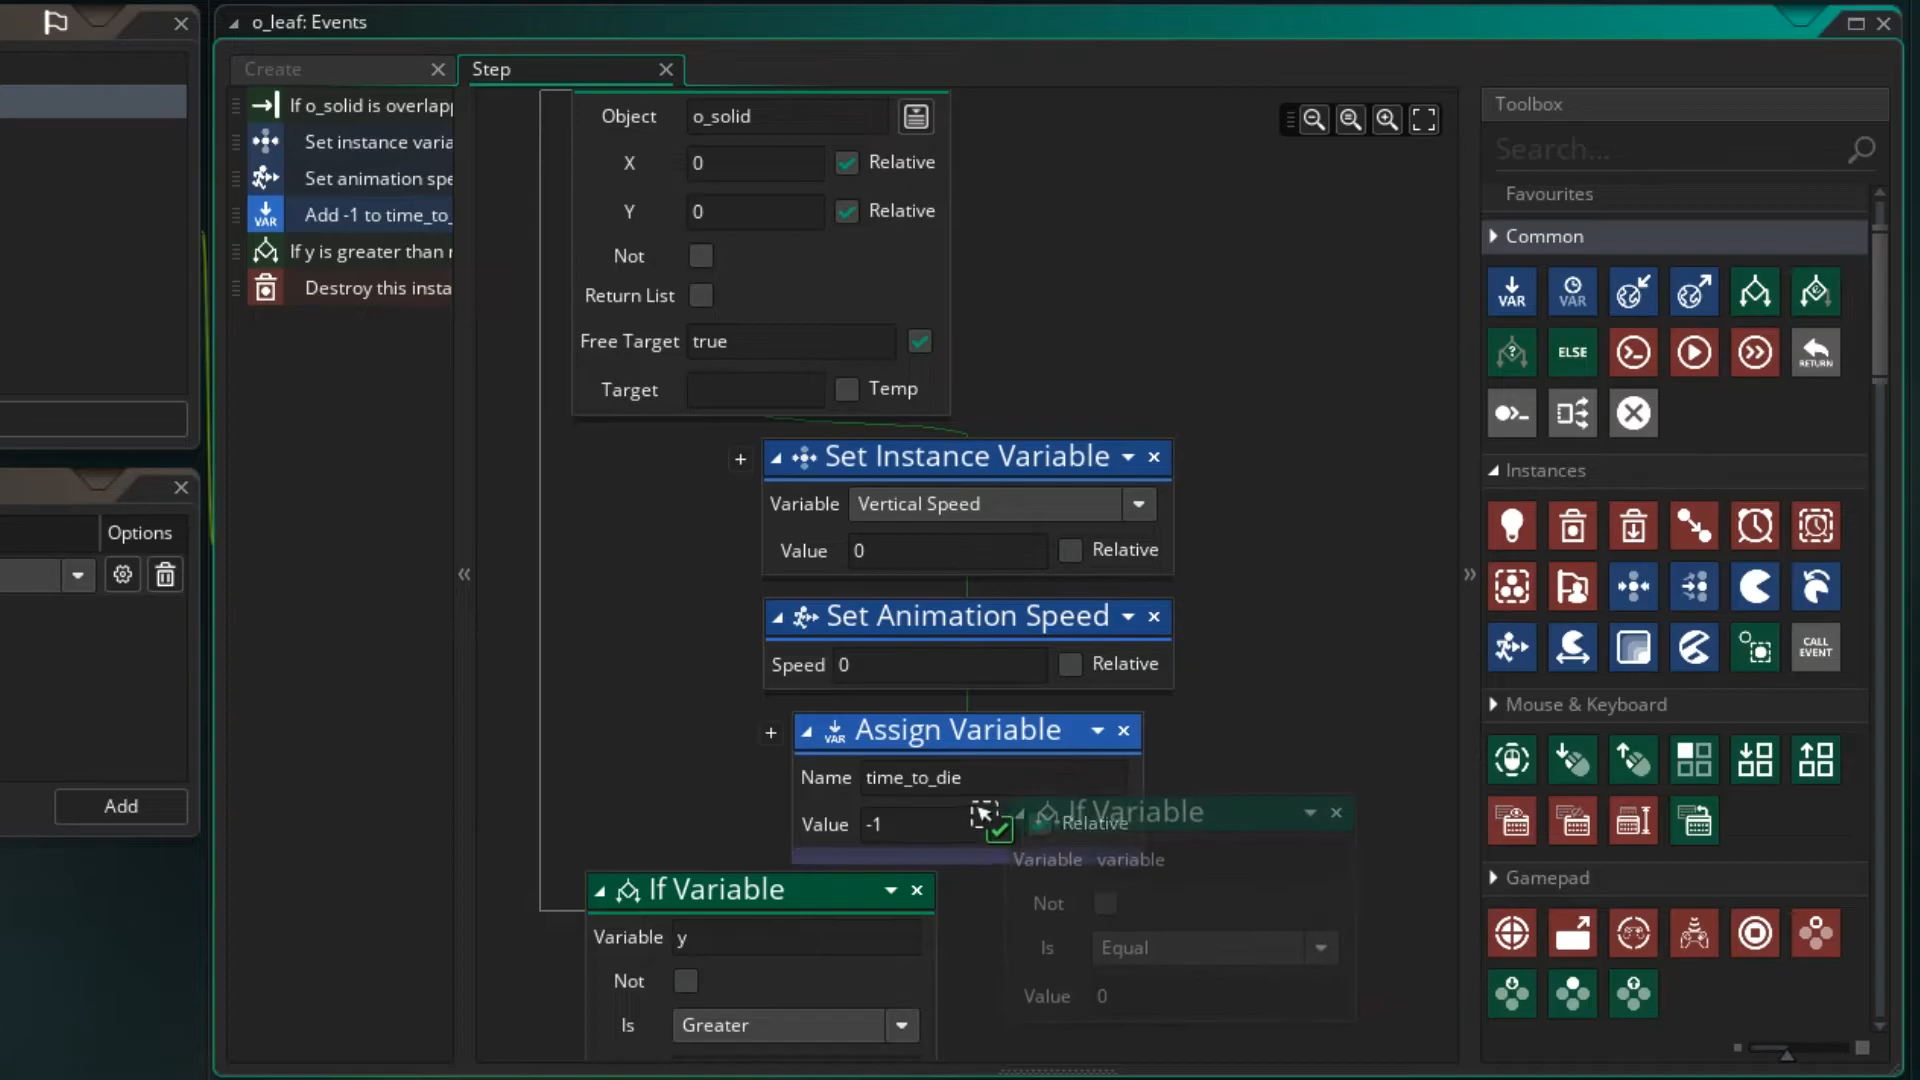 o_leaf: Events
Create
Step
If o_solid is overlapp
Set instance varia
Set animation spe
Add -1 to time_to_
If y is greater than r
Destroy this insta
Options
Add
Object o_solid
X 0 Relative
Y 0 Relative
Not
Return List
Free Target true
Target Temp
Set Instance Variable
Variable Vertical Speed
Value 0 Relative
Set Animation Speed
Speed 0 Relative
VAR Assign Variable
Name time_to_die
Value -1 Relative
If Variable
Variable variable
Not
Is Equal
Value 0
If Variable
Variable y
Not
Is Greater
Toolbox
Search...
Favourites
Common
VAR VAR
ELSE RETURN
Instances
CALL
EVENT
Mouse & Keyboard
Gamepad